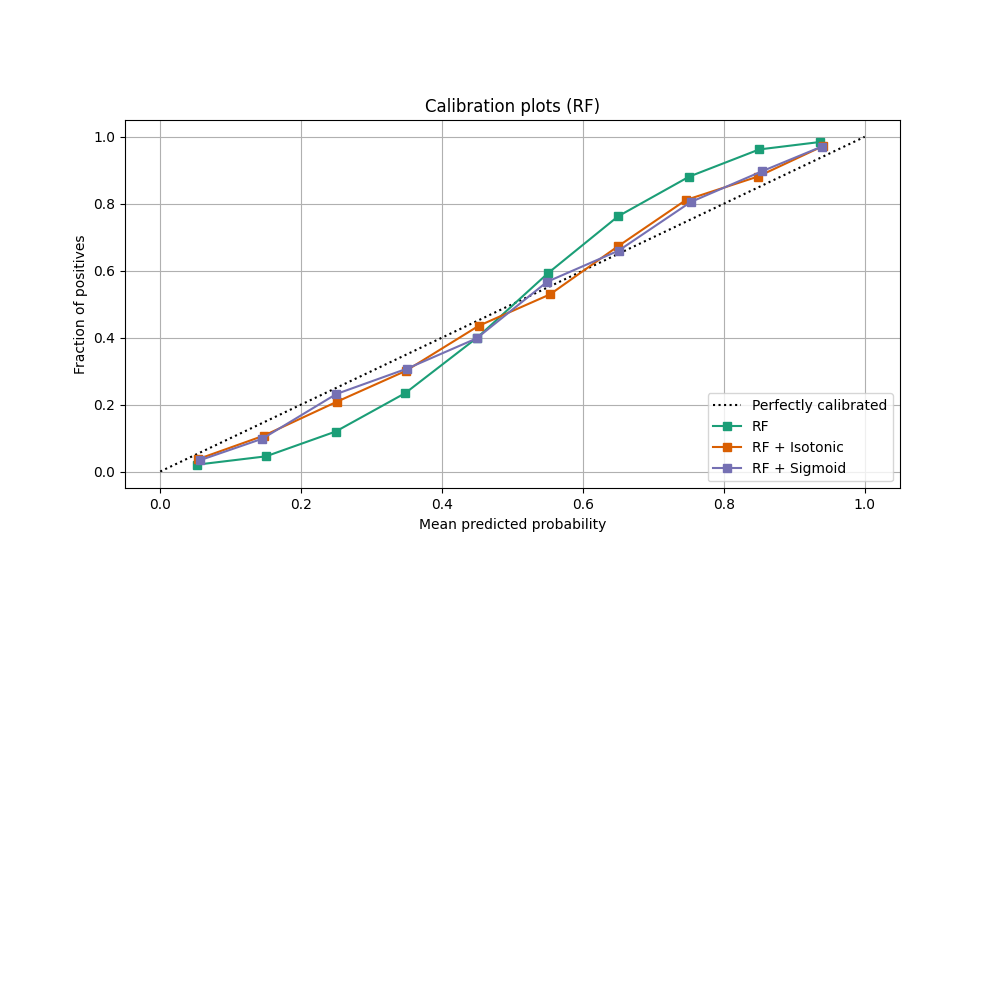 Calibration plots (RF)
1.0
0.8
0.6
0.4
0.2
0.0
Fraction of positives
Perfectly calibrated
RF
RF + Isotonic
RF + Sigmoid
0.0 0.2 0.4 0.6 0.8 1.0
Mean predicted probability